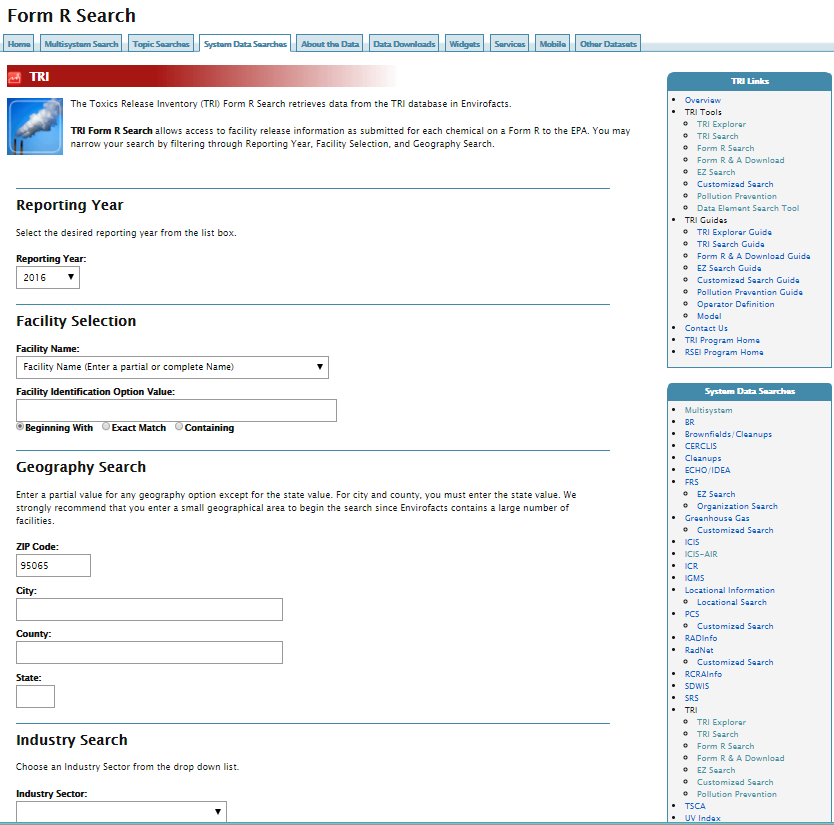 Form R Search
Home
Multisystem Search
Topic Searches
System Data Searches
About the Data
Data Downloads
Widgets
Services
Mobile
Other Datasets
TRI
The Toxics Release Inventory (TRI) Form R Search retrieves data from the TRI database in Envirofacts.
TRI Form R Search allows access to facility release information as submitted for each chemical on a Form R to the EPA. You may
narrow your search by filtering through Reporting Year, Facility Selection, and Geography Search.
Reporting Year
Select the desired reporting year from the list box.
Reporting Year:
2016
Facility Selection
Facility Name:
Facility Name (Enter a partial or complete Name)
Facility Identification Option Value:
Beginning With Exact Match Containing
Geography Search
Enter a partial value for any geography option except for the state value. For city and county, you must enter the state value. We
strongly recommend that you enter a small geographical area to begin the search since Envirofacts contains a large number of
facilities.
ZIP Code:
95065
City:
County:
State:
Industry Search
Choose an Industry Sector from the drop down list.
Industry Sector:
TRI Links
Overview
TRI Tools
TRI Explorer
TRI Search
Form R Search
Form R & A Download
EZ Search
Customized Search
Pollution Prevention
Data Element Search Tool
TRI Guides
TRI Explorer Guide
TRI Search Guide
Form R & A Download Guide
EZ Search Guide
Customized Search Guide
Pollution Prevention Guide
Operator Definition
Model
Contact Us
TRI Program Home
RSEI Program Home
System Data Searches
Multisystem
BR
Brownfields/Cleanups
CERCLIS
Cleanups
ECHO/IDEA
FRS
EZ Search
Organization Search
Greenhouse Gas
Customized Search
ICIS
ICIS-AIR
ICR
IGMS
Locational Information
Locational Search
PCS
Customized Search
RADInfo
RadNet
Customized Search
RCRAInfo
SDWIS
SRS
TRI
TRI Explorer
TRI Search
Form R Search
Form R & A Download
EZ Search
Customized Search
Pollution Prevention
TSCA
UV Index